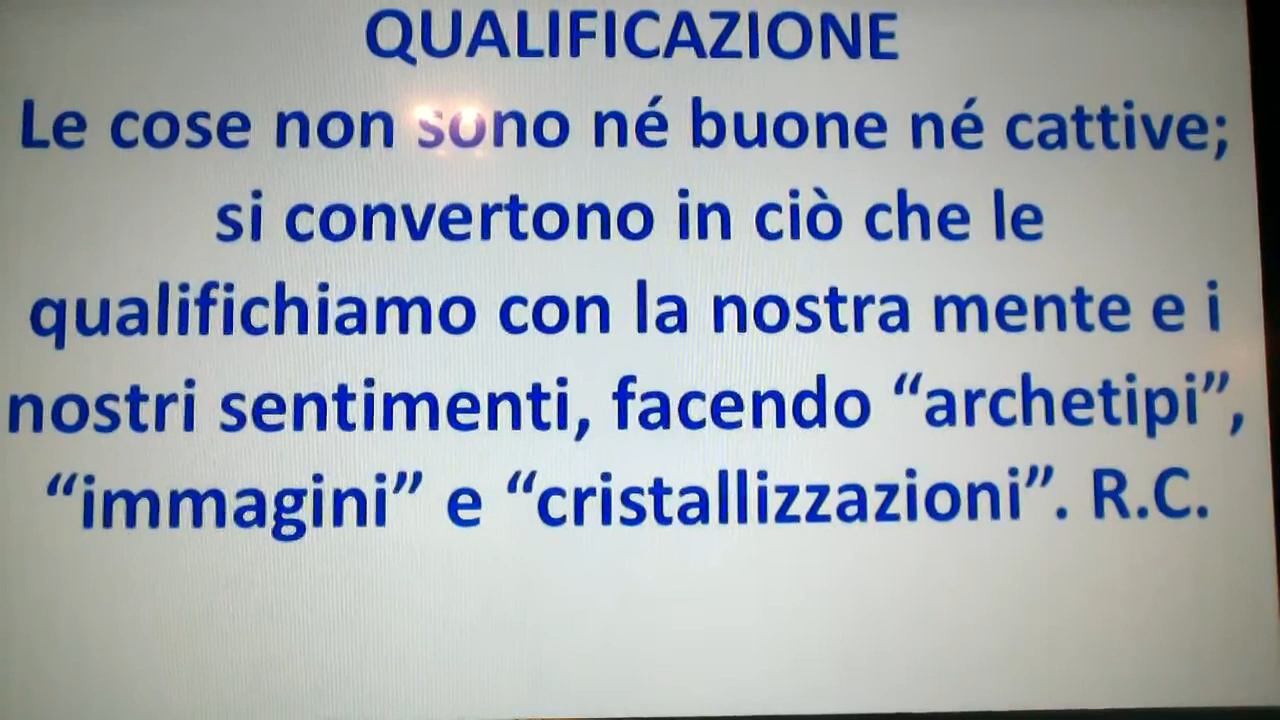 QUALIFICAZIONE
Le cose non sono né buone né cattive;
si convertono in ciò che le
qualifichiamo con la nostra mente e i
nostri sentimenti, facendo “archetipi”,
“immagini” e “cristallizzazioni”. R.C.